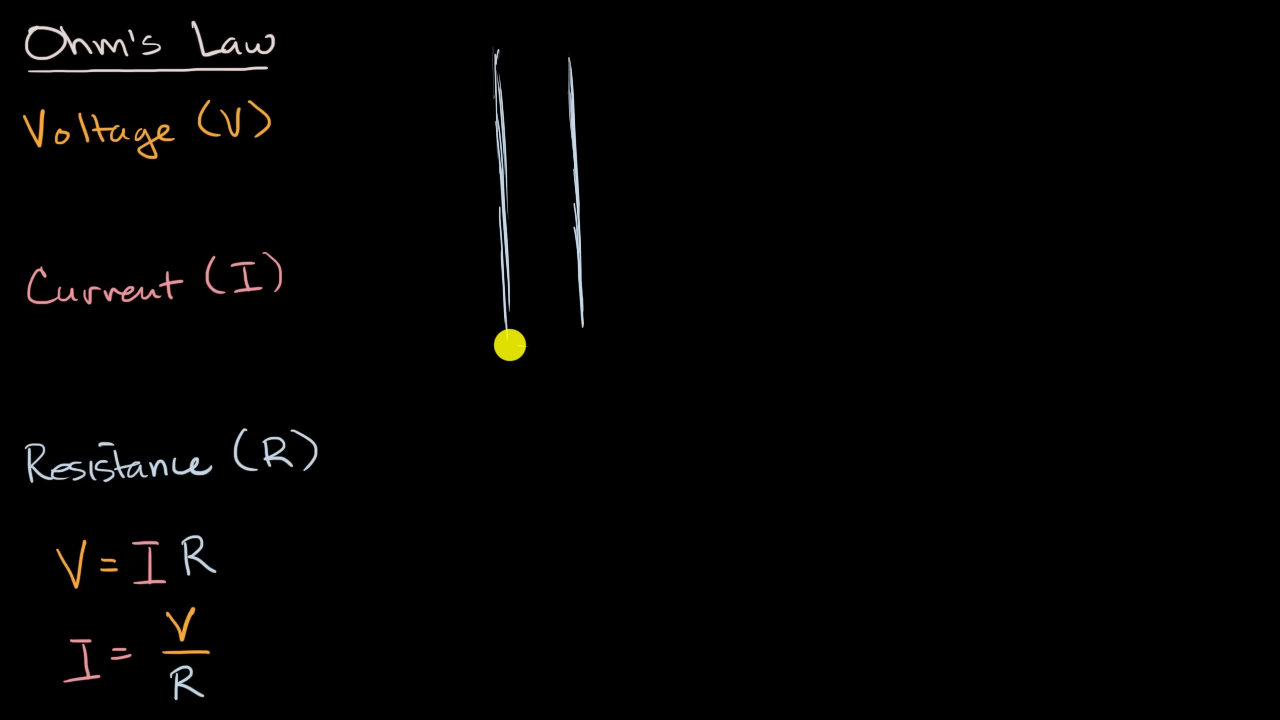 Ohm's Law
Voltage (V)
Current (I)
Resistance (R)
V = I R
I = V/R